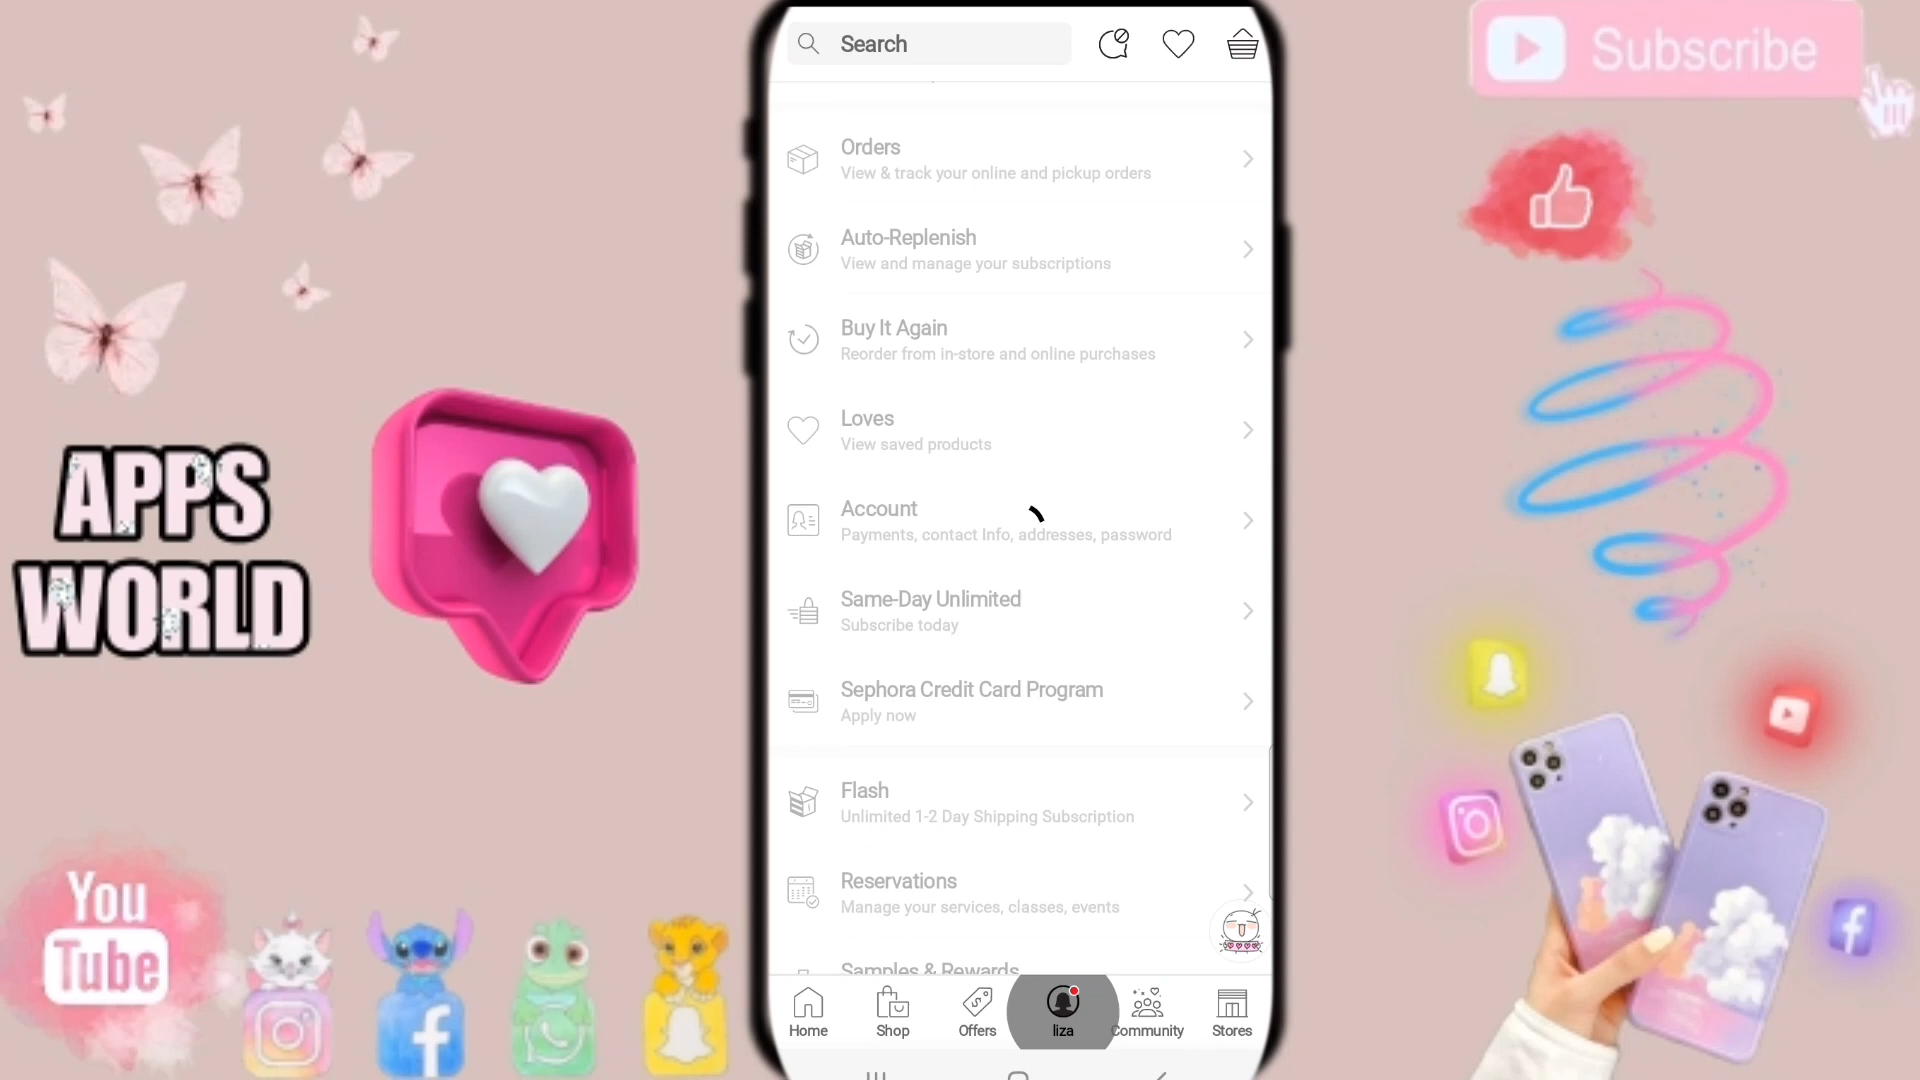 Search
Orders
View & track your online and pickup orders
Auto-Replenish
View and manage your subscriptions
Buy It Again
Reorder from in-store and online purchases
Loves
View saved products
Account
Payments, contact Info, addresses, password
Same-Day Unlimited
Subscribe today
Sephora Credit Card Program
Apply now
Flash
Unlimited 1-2 Day Shipping Subscription
Reservations
Manage your services, classes, events
Samples & Rewards
Home
Shop
Offers
liza
Community
Stores
APPS
WORLD
You
Tube
Subscribe